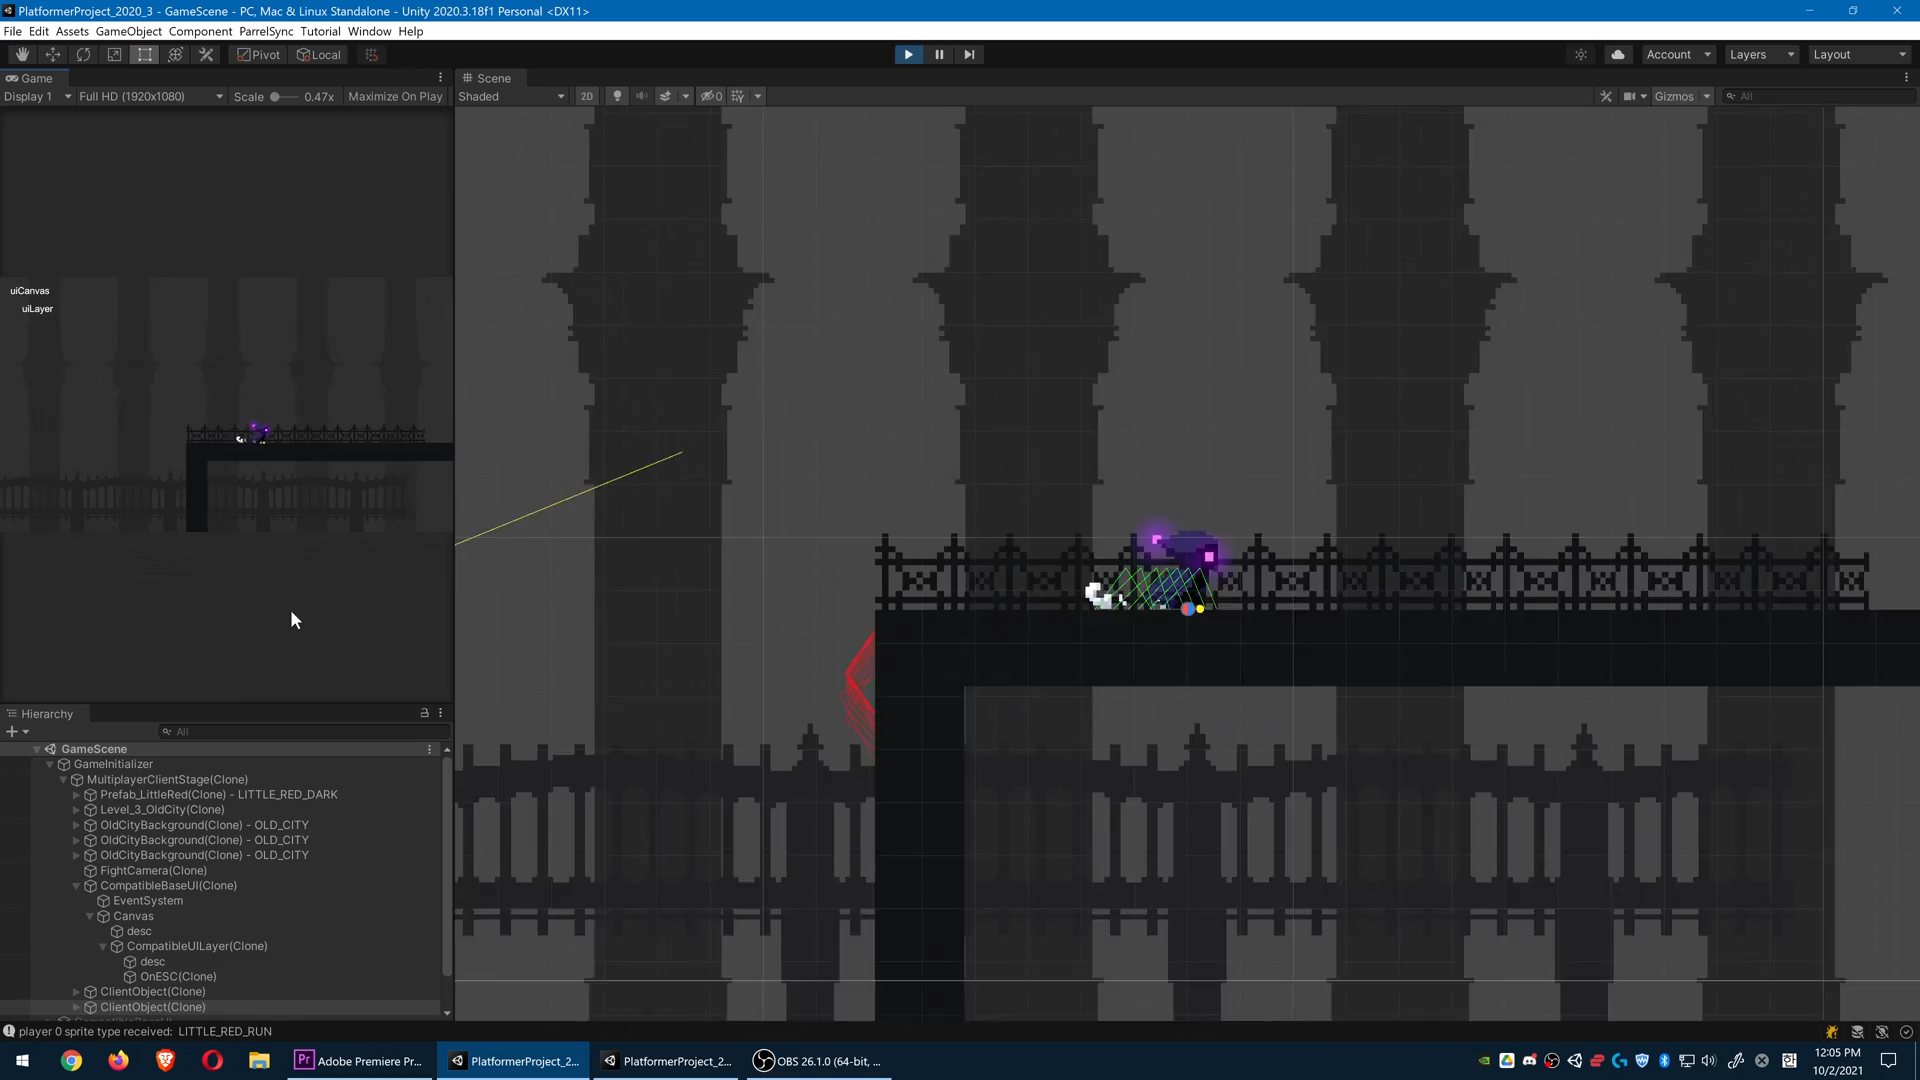 PlatformerProject_2020_3 - GameScene - PC, Mac & Linux Standalone - Unity 2020.3.18f1 Personal <DX11>
File Edit Assets GameObject Component ParrelSync Tutorial Window Help
Pivot Local Account Layers Layout
Game
Scene
Display 1 Full HD (1920x1080) Scale 0.47x Maximize On Play
Shaded 2D 0 Gizmos All
uiCanvas
uiLayer
Hierarchy
All
GameScene
GameInitializer
MultiplayerClientStage(Clone)
Prefab_LittleRed(Clone) - LITTLE_RED_DARK
Level_3_OldCity(Clone)
OldCityBackground(Clone) - OLD_CITY
OldCityBackground(Clone) - OLD_CITY
OldCityBackground(Clone) - OLD_CITY
FightCamera(Clone)
CompatibleBaseUI(Clone)
EventSystem
Canvas
desc
CompatibleUILayer(Clone)
desc
OnESC(Clone)
ClientObject(Clone)
ClientObject(Clone)
player 0 sprite type received: LITTLE_RED_RUN
Adobe Premiere Pr...
PlatformerProject_2...
PlatformerProject_2...
OBS 26.1.0 (64-bit, ...
한
12:05 PM
10/2/2021